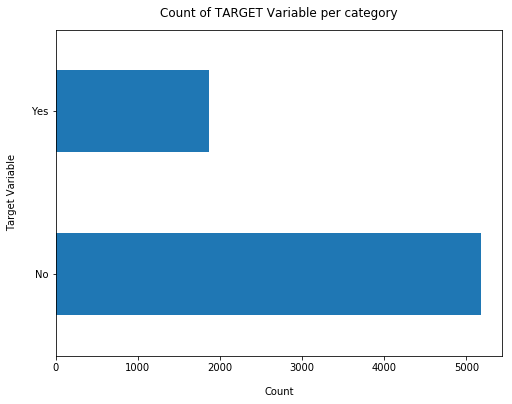 Count of TARGET Variable per category
Target Variable
Yes
No
0 1000 2000 3000 4000 5000
Count